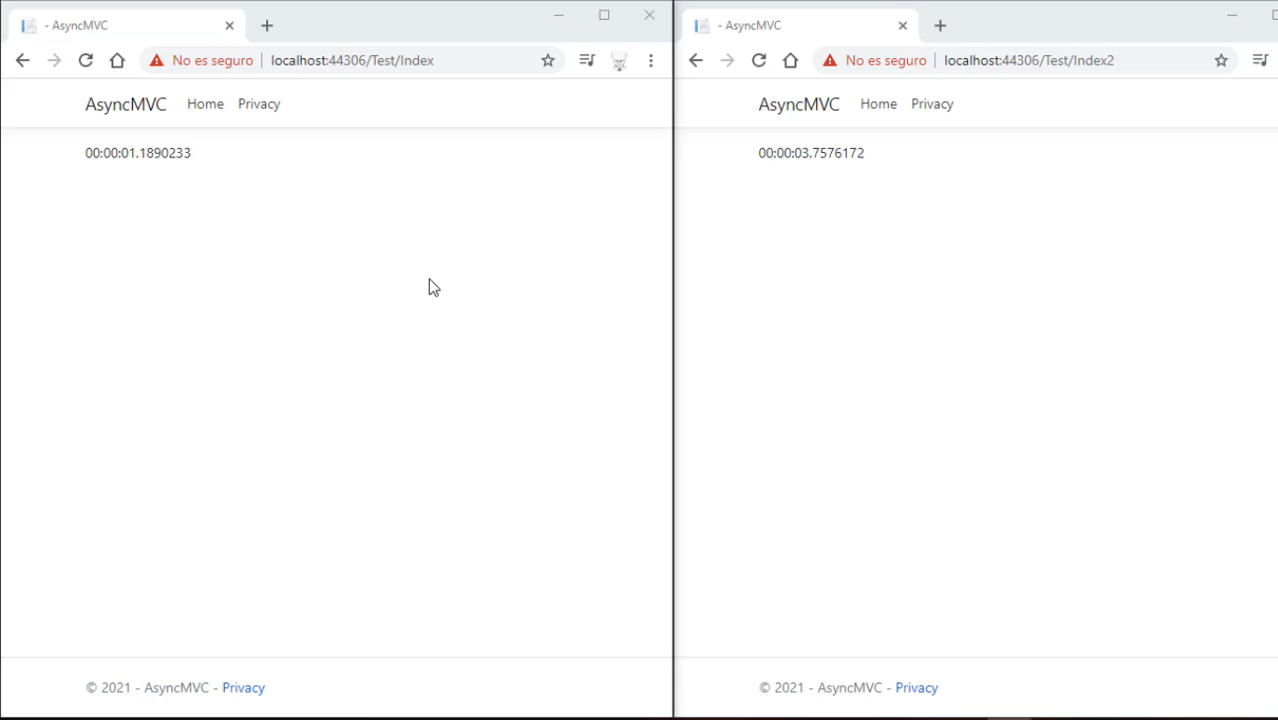 - AsyncMVC
No es seguro localhost:44306/Test/Index
AsyncMVC Home Privacy
00:00:01.1890233
© 2021 - AsyncMVC - Privacy
- AsyncMVC
No es seguro localhost:44306/Test/Index2
AsyncMVC Home Privacy
00:00:03.7576172
© 2021 - AsyncMVC - Privacy